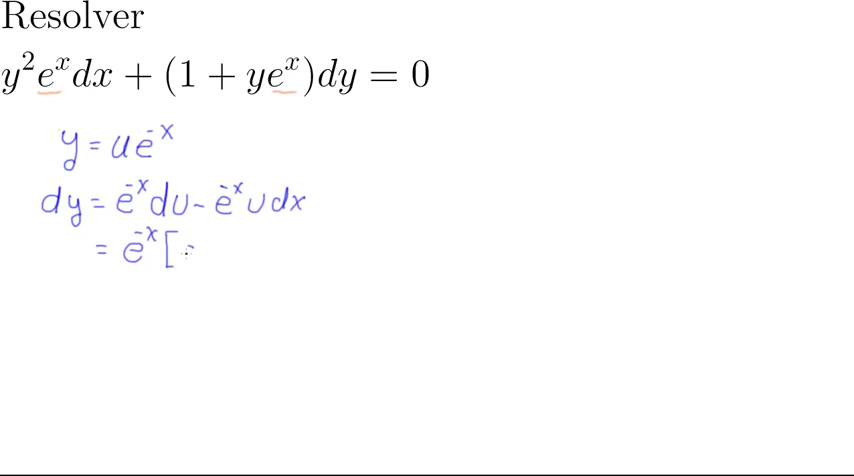 Resolver
y²eˣdx + (1 + yeˣ)dy = 0
y = ue⁻ˣ
dy = e⁻ˣdu - e⁻ˣudx
= e⁻ˣ[